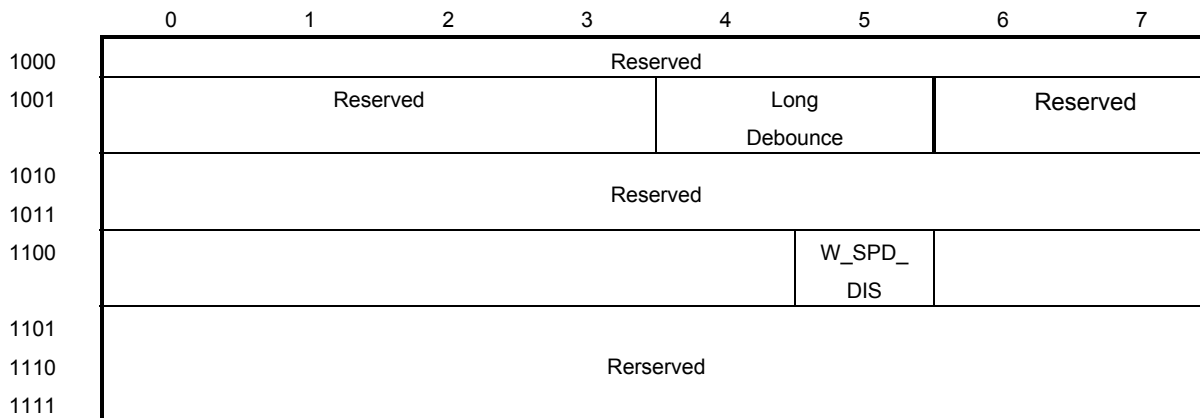 0 1 2 3 4 5 6 7
1000 Reserved
1001 Reserved Long Reserved
Debounce
1010
Reserved
1011
1100 W_SPD_
DIS
1101
1110 Rerserved
1111